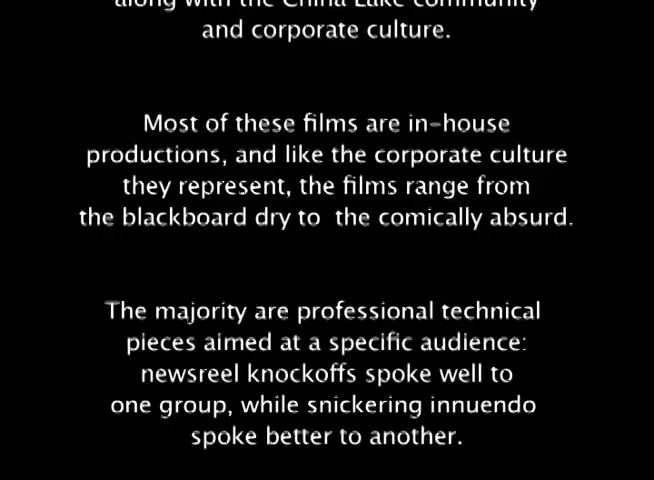 along with the China Lake community
and corporate culture.
Most of these films are in-house
productions, and like the corporate culture
they represent, the films range from
the blackboard dry to the comically absurd.
The majority are professional technical
pieces aimed at a specific audience:
newsreel knockoffs spoke well to
one group, while snickering innuendo
spoke better to another.